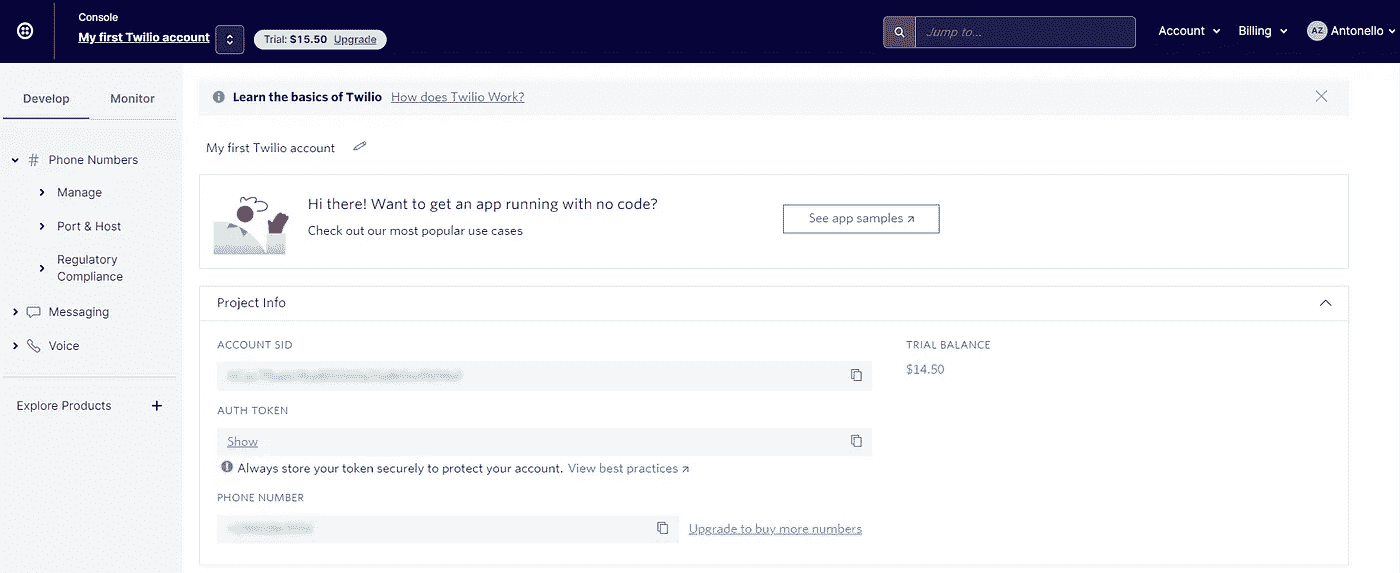 Console
My first Twilio account
Trial: $15.50 Upgrade
Jump to...
Account
Billing
AZ Antonello
Develop Monitor
Learn the basics of Twilio How does Twilio Work?
# Phone Numbers
Manage
Port & Host
Regulatory
Compliance
Messaging
Voice
Explore Products +
My first Twilio account
Hi there! Want to get an app running with no code?
Check out our most popular use cases
See app samples ↗
Project Info
ACCOUNT SID
TRIAL BALANCE
$14.50
AUTH TOKEN
Show
Always store your token securely to protect your account. View best practices ↗
PHONE NUMBER
Upgrade to buy more numbers